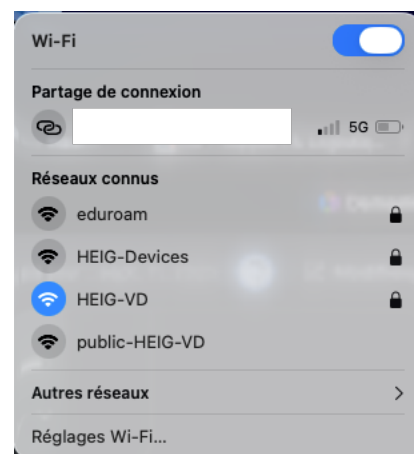 Wi-Fi
Partage de connexion
5G
Réseaux connus
eduroam
HEIG-Devices
HEIG-VD
public-HEIG-VD
Autres réseaux
Réglages Wi-Fi...